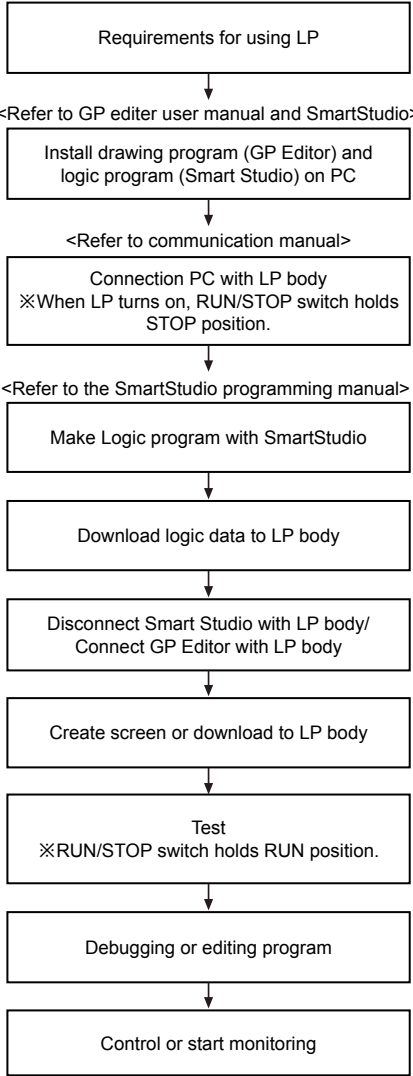 Requirements for using LP
<Refer to GP editer user manual and SmartStudio>
Install drawing program (GP Editor) and
logic program (Smart Studio) on PC
<Refer to communication manual>
Connection PC with LP body
※When LP turns on, RUN/STOP switch holds
STOP position.
<Refer to the SmartStudio programming manual>
Make Logic program with SmartStudio
Download logic data to LP body
Disconnect Smart Studio with LP body/
Connect GP Editor with LP body
Create screen or download to LP body
Test
※RUN/STOP switch holds RUN position.
Debugging or editing program
Control or start monitoring